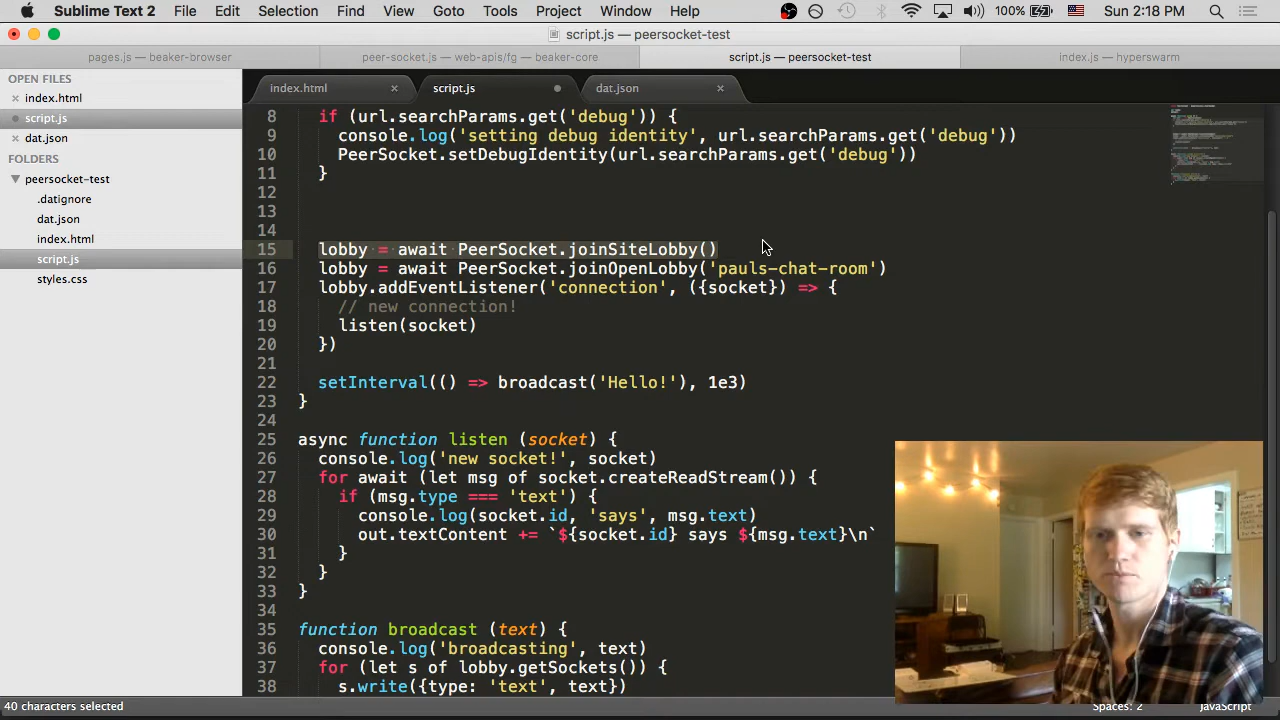 Sublime Text 2 File Edit Selection Find View Goto Tools Project Window Help 100% Sun 2:18 PM
script.js — peersocket-test
pages.js — beaker-browser peer-socket.js — web-apis/fg — beaker-core script.js — peersocket-test index.js — hyperswarm
OPEN FILES
index.html
script.js
dat.json
FOLDERS
peersocket-test
.datignore
dat.json
index.html
script.js
styles.css
index.html script.js dat.json
8 if (url.searchParams.get('debug')) {
9 console.log('setting debug identity', url.searchParams.get('debug'))
10 PeerSocket.setDebugIdentity(url.searchParams.get('debug'))
11 }
12
13
14
15 lobby = await PeerSocket.joinSiteLobby()
16 lobby = await PeerSocket.joinOpenLobby('pauls-chat-room')
17 lobby.addEventListener('connection', ({socket}) => {
18 // new connection!
19 listen(socket)
20 })
21
22 setInterval(() => broadcast('Hello!'), 1e3)
23 }
24
25 async function listen (socket) {
26 console.log('new socket!', socket)
27 for await (let msg of socket.createReadStream()) {
28 if (msg.type === 'text') {
29 console.log(socket.id, 'says', msg.text)
30 out.textContent += `${socket.id} says ${msg.text}\n`
31 }
32 }
33 }
34
35 function broadcast (text) {
36 console.log('broadcasting', text)
37 for (let s of lobby.getSockets()) {
38 s.write({type: 'text', text})
40 characters selected
Spaces: 2 JavaScript